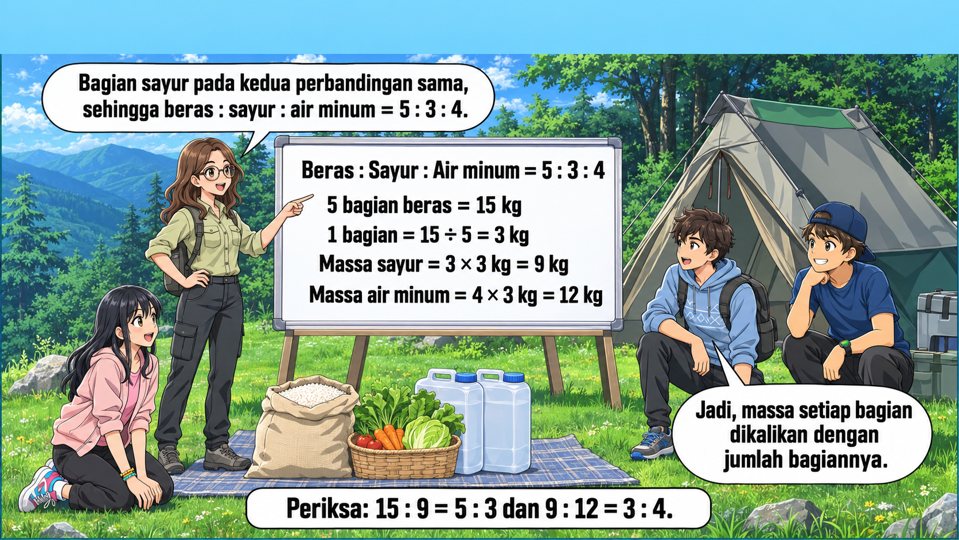 Bagian sayur pada kedua perbandingan sama,
sehingga beras : sayur : air minum = 5 : 3 : 4.
Beras : Sayur : Air minum = 5 : 3 : 4
5 bagian beras = 15 kg
1 bagian = 15 ÷ 5 = 3 kg
Massa sayur = 3 × 3 kg = 9 kg
Massa air minum = 4 × 3 kg = 12 kg
Jadi, massa setiap bagian
dikalikan dengan
jumlah bagiannya.
Periksa: 15 : 9 = 5 : 3 dan 9 : 12 = 3 : 4.